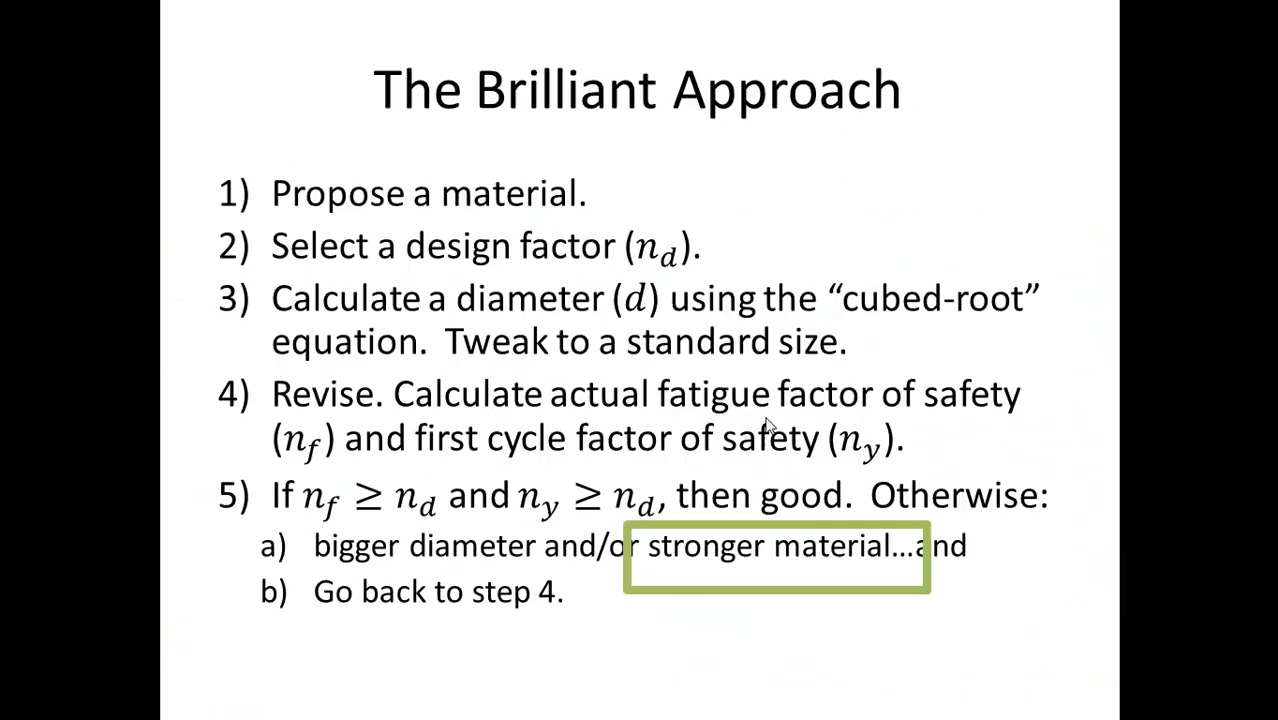 The Brilliant Approach
1) Propose a material.
2) Select a design factor (n_d).
3) Calculate a diameter (d) using the “cubed-root”
equation. Tweak to a standard size.
4) Revise. Calculate actual fatigue factor of safety
(n_f) and first cycle factor of safety (n_y).
5) If n_f ≥ n_d and n_y ≥ n_d, then good. Otherwise:
a) bigger diameter and/or stronger material...and
b) Go back to step 4.